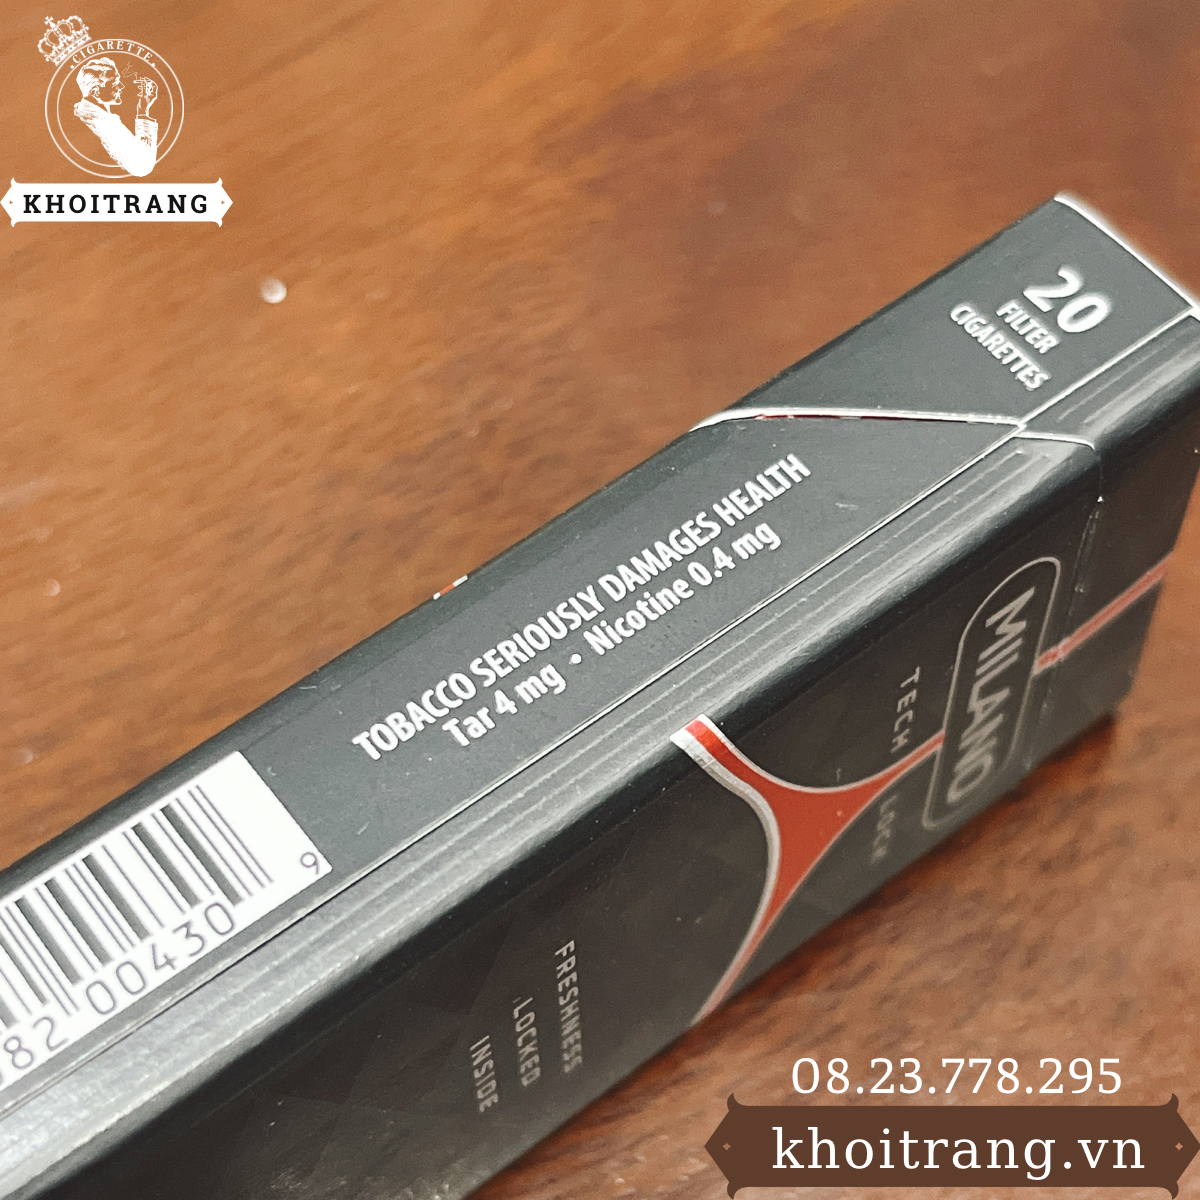 CIGARETTE
KHOITRANG
20
FILTER
CIGARETTES
TOBACCO SERIOUSLY DAMAGES HEALTH
Tar 4 mg • Nicotine 0.4 mg
MILANO
TECH LOCK
FRESHNESS
LOCKED
INSIDE
82 00430 9
08.23.778.295
khoitrang.vn